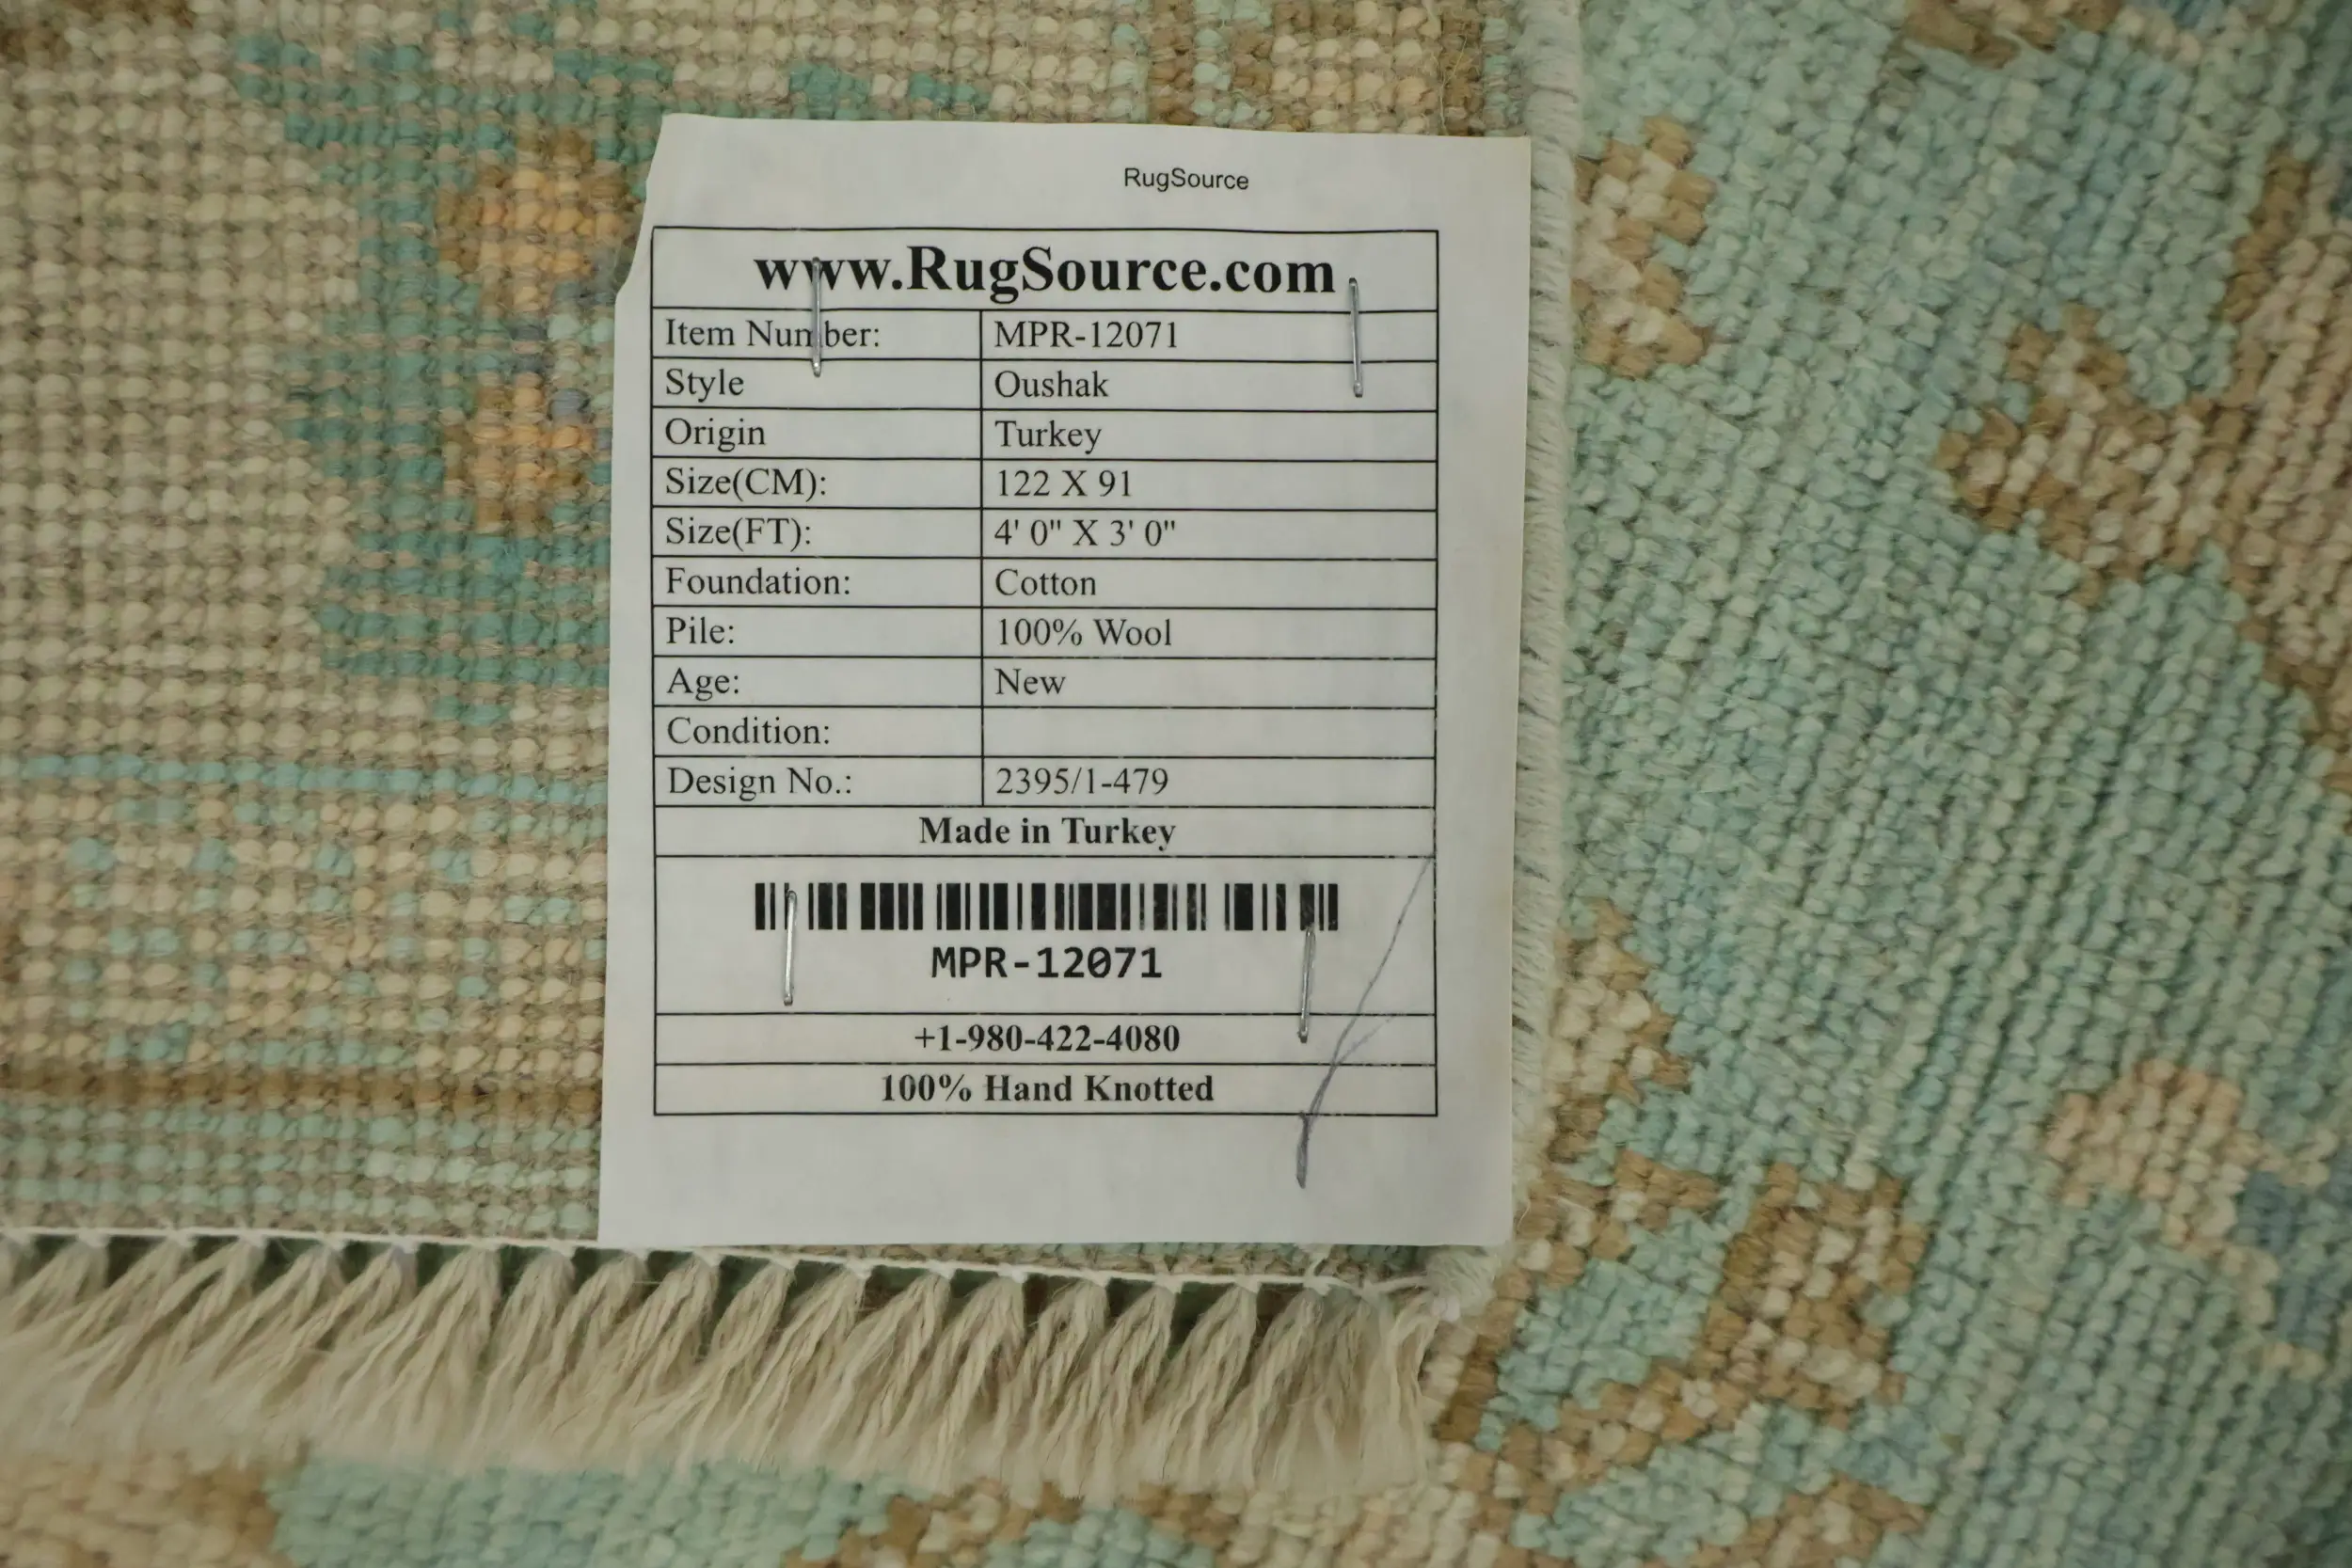 RugSource
www.RugSource.com
Item Number: MPR-12071
Style Oushak
Origin Turkey
Size(CM): 122 X 91
Size(FT): 4' 0" X 3' 0"
Foundation: Cotton
Pile: 100% Wool
Age: New
Condition:
Design No.: 2395/1-479
Made in Turkey
MPR-12071
+1-980-422-4080
100% Hand Knotted